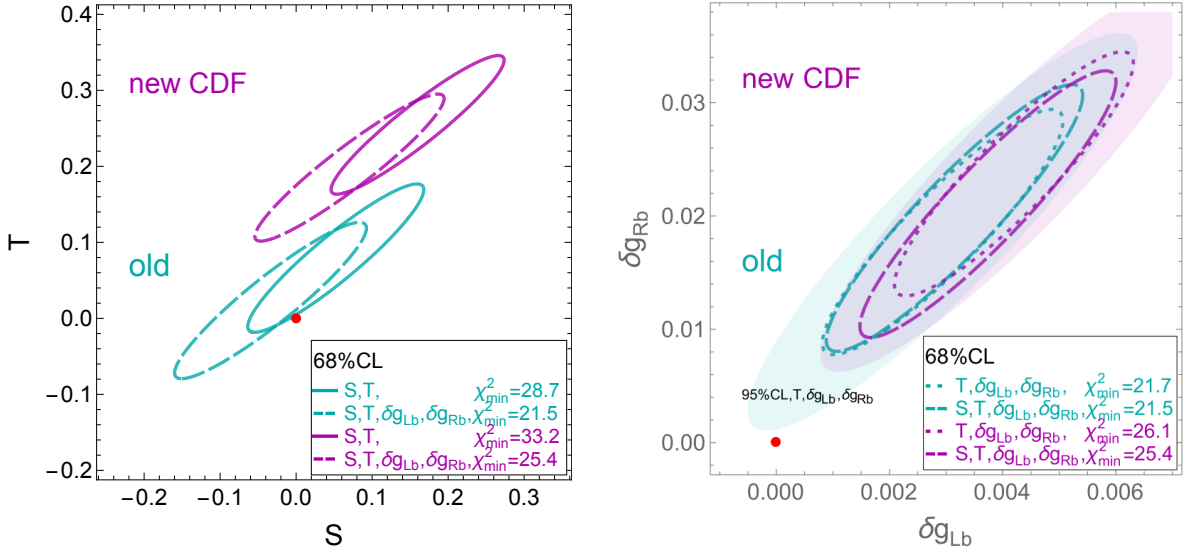 0.4
0.3
0.2
0.1
0.0
−0.1
−0.2
T
new CDF
old
68%CL
S,T, χ²min=28.7
S,T,δgLb,δgRb,χ²min=21.5
S,T, χ²min=33.2
S,T,δgLb,δgRb,χ²min=25.4
−0.2 −0.1 0.0 0.1 0.2 0.3
S
0.03
0.02
0.01
0.00
δgRb
new CDF
old
95%CL,T,δgLb,δgRb
68%CL
T,δgLb,δgRb, χ²min=21.7
S,T,δgLb,δgRb,χ²min=21.5
T,δgLb,δgRb, χ²min=26.1
S,T,δgLb,δgRb,χ²min=25.4
0.000 0.002 0.004 0.006
δgLb